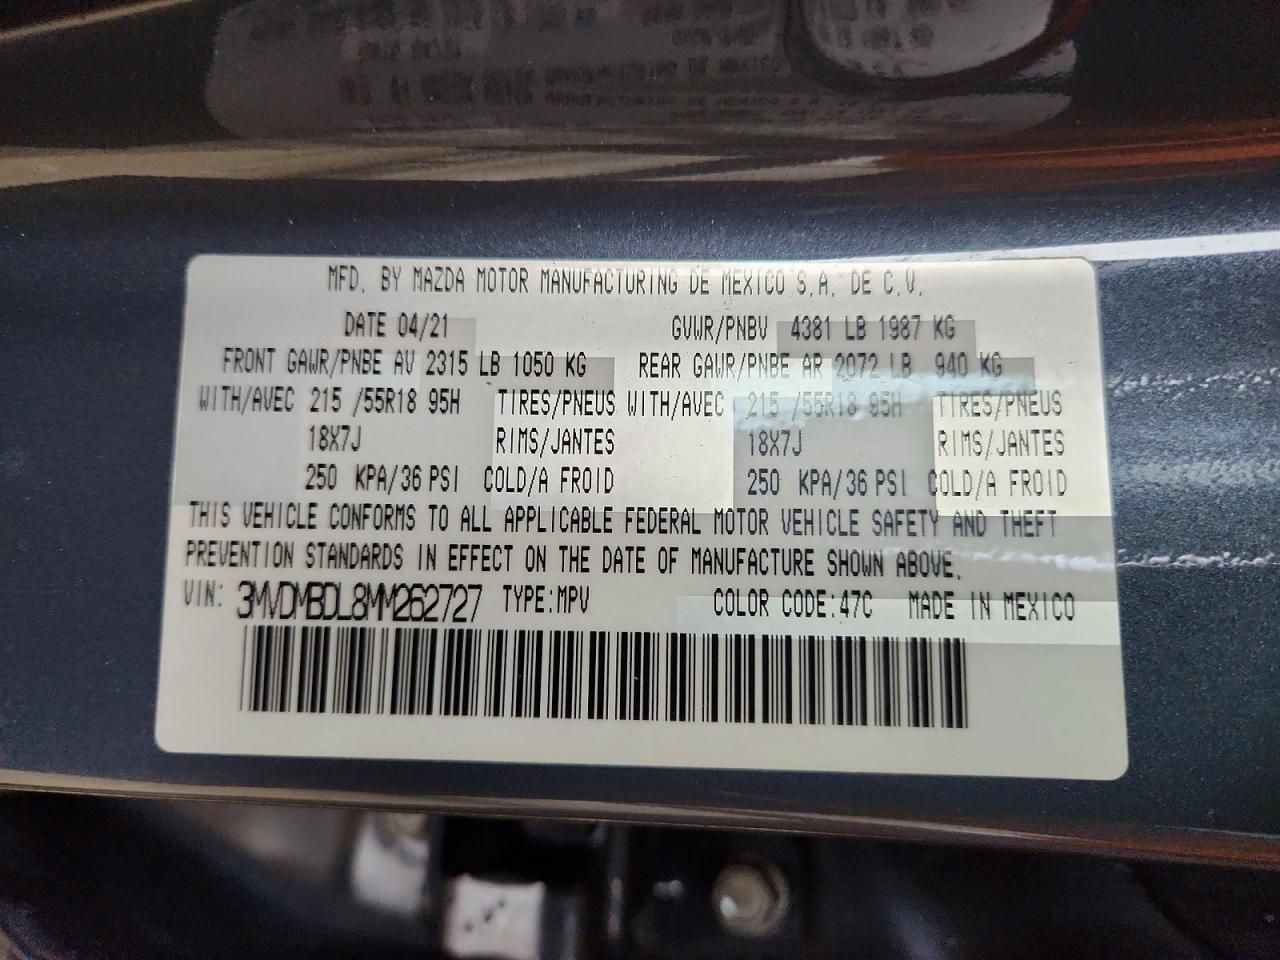 MFD. BY MAZDA MOTOR MANUFACTURING DE MEXICO S.A. DE C.V.
DATE 04/21 GVWR/PNBV 4381 LB 1987 KG
FRONT GAWR/PNBE AV 2315 LB 1050 KG REAR GAWR/PNBE AR 2072 LB 940 KG
WITH/AVEC 215 /55R18 95H TIRES/PNEUS WITH/AVEC 215 /55R18 95H TIRES/PNEUS
18X7J RIMS/JANTES 18X7J RIMS/JANTES
250 KPA/36 PSI COLD/A FROID 250 KPA/36 PSI COLD/A FROID
THIS VEHICLE CONFORMS TO ALL APPLICABLE FEDERAL MOTOR VEHICLE SAFETY AND THEFT
PREVENTION STANDARDS IN EFFECT ON THE DATE OF MANUFACTURE SHOWN ABOVE.
VIN: 3MVDMBDL8MM262727 TYPE:MPV COLOR CODE:47C MADE IN MEXICO